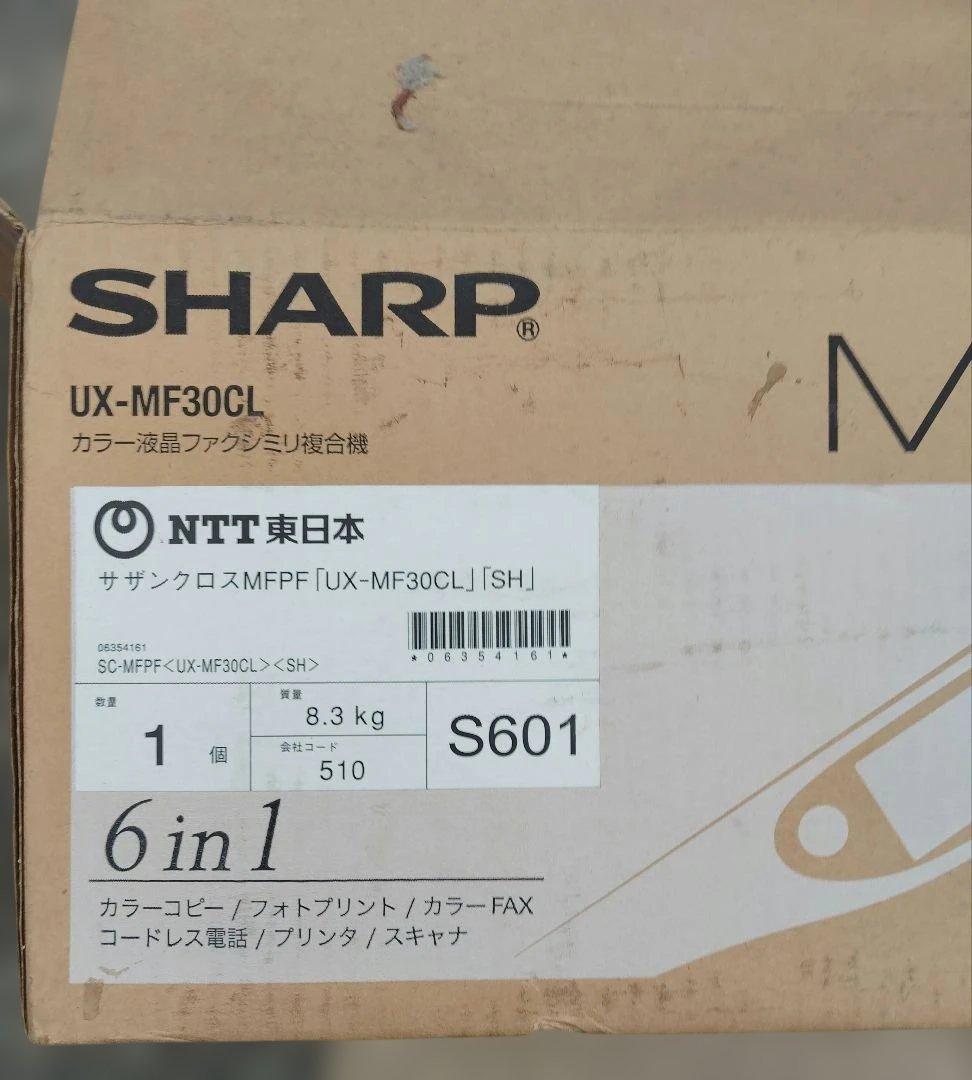 SHARP®
UX-MF30CL
カラー液晶ファクシミリ複合機
NTT東日本
サザンクロスMFPF「UX-MF30CL」「SH」
06354161
SC-MFPF<UX-MF30CL><SH>
*06354161*
数量
1 個
質量
8.3 kg
会社コード
510
S601
6 in 1
カラーコピー / フォトプリント / カラーFAX
コードレス電話 / プリンタ / スキャナ